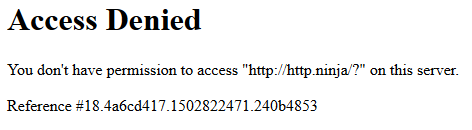 Access Denied
You don't have permission to access "http://http.ninja/?" on this server.
Reference #18.4a6cd417.1502822471.240b4853